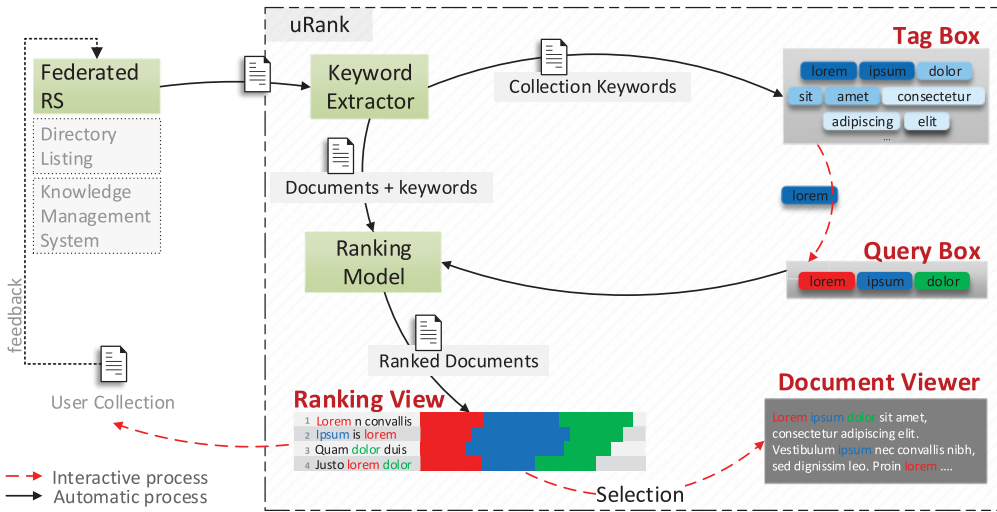 uRank
Federated
RS
Directory
Listing
Knowledge
Management
System
feedback
User Collection
Interactive process
Automatic process
Keyword
Extractor
Collection Keywords
Documents + keywords
Ranking
Model
Ranked Documents
Tag Box
lorem ipsum dolor
sit amet consectetur
adipiscing elit
...
lorem
Query Box
lorem ipsum dolor
Ranking View
1 Lorem n convallis
2 Ipsum is lorem
3 Quam dolor duis
4 Justo lorem dolor
Selection
Document Viewer
Lorem ipsum dolor sit amet,
consectetur adipiscing elit.
Vestibulum ipsum nec convallis nibh,
sed dignissim leo. Proin lorem ....